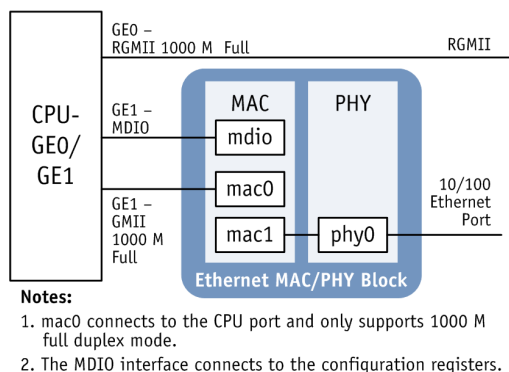 GE0 –
RGMII 1000 M Full
RGMII
CPU-
GE0/
GE1
GE1 –
MDIO
MAC
PHY
mdio
mac0
GE1 –
GMII
1000 M
Full
mac1
phy0
10/100
Ethernet
Port
Ethernet MAC/PHY Block
Notes:
1. mac0 connects to the CPU port and only supports 1000 M
full duplex mode.
2. The MDIO interface connects to the configuration registers.